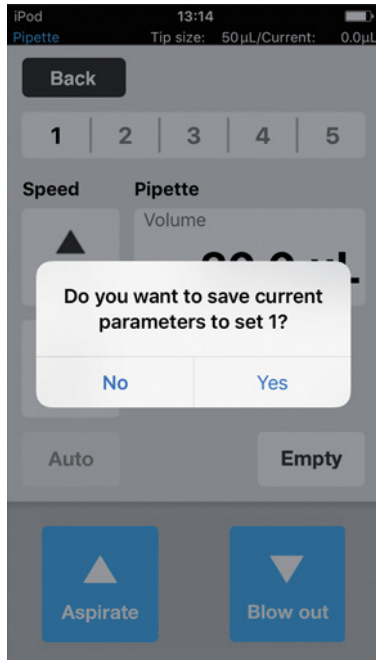 iPod 13:14
Pipette Tip size: 50µL/Current: 0.0µL
Back
1 2 3 4 5
Speed Pipette
Volume
Do you want to save current
parameters to set 1?
No Yes
Auto Empty
Aspirate Blow out